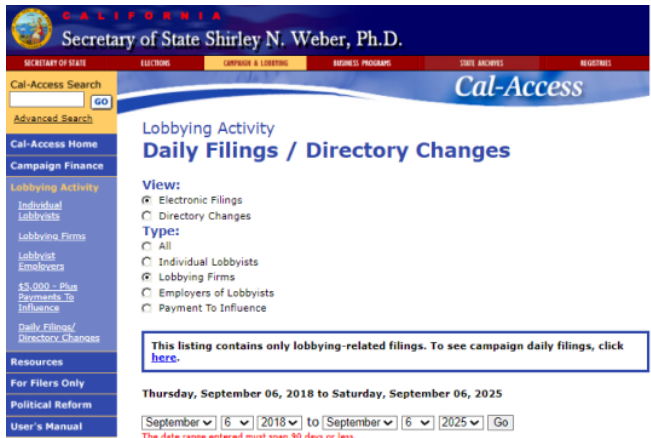 CALIFORNIA
Secretary of State Shirley N. Weber, Ph.D.
SECRETARY OF STATE ELECTIONS CAMPAIGN & LOBBYING BUSINESS PROGRAMS STATE ARCHIVES REGISTRIES
Cal-Access
Cal-Access Search
GO
Advanced Search
Cal-Access Home
Campaign Finance
Lobbying Activity
Individual
Lobbyists
Lobbying Firms
Lobbyist
Employers
$5,000 - Plus
Payments To
Influence
Daily Filings/
Directory Changes
Resources
For Filers Only
Political Reform
User's Manual
Lobbying Activity
Daily Filings / Directory Changes
View:
Electronic Filings
Directory Changes
Type:
All
Individual Lobbyists
Lobbying Firms
Employers of Lobbyists
Payment To Influence
This listing contains only lobbying-related filings. To see campaign daily filings, click
here.
Thursday, September 06, 2018 to Saturday, September 06, 2025
September 6 2018 to September 6 2025 Go
The date range entered must span 90 days or less.